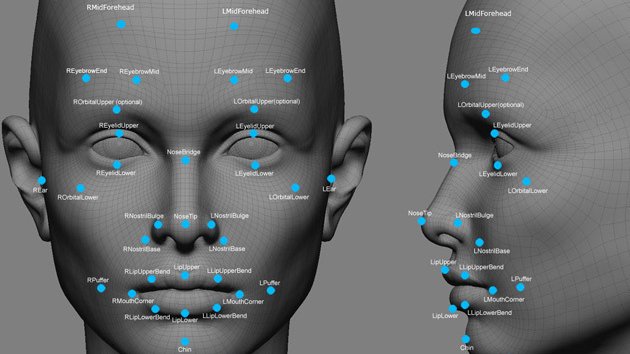 RMidForehead
LMidForehead
REyebrowEnd
REyebrowMid
LEyebrowMid
LEyebrowEnd
ROrbitalUpper (optional)
LOrbitalUpper(optional)
REyelidUpper
LEyelidUpper
NoseBridge
REyelidLower
LEyelidLower
REar
ROrbitalLower
LOrbitalLower
LEar
RNostrilBulge
NoseTip
LNostrilBulge
RNostrilBase
LNostrilBase
RLipUpperBend
LipUpper
LLipUpperBend
RPuffer
LPuffer
RMouthCorner
LMouthCorner
RLipLowerBend
LipLower
LLipLowerBend
Chin
LMidForehead
LEyebrowEnd
LEyebrowMid
LOrbitalUpper(optional)
LEyelidUpper
NoseBridge
LEyelidLower
LOrbitalLower
NoseTip
LNostrilBulge
LNostrilBase
LipUpper
LLipUpperBend
LPuffer
LMouthCorner
LipLower
LLipLowerBend
Chin